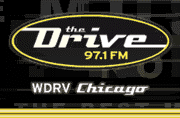 the
Drive
97.1 FM
WDRV Chicago